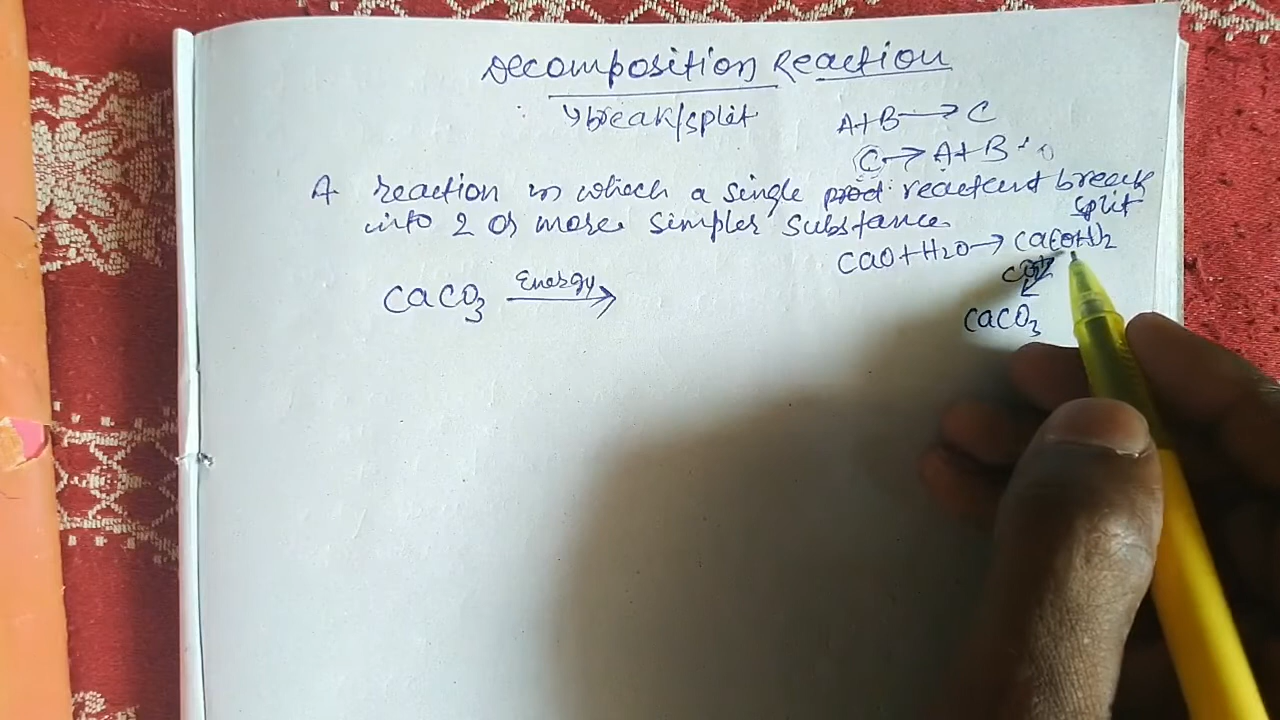 Decomposition Reaction
break/split
A+B → C
C → A+B
A reaction in which a single prod reactant break
split
into 2 or more simpler substance
CaO+H2O → Ca(OH)2
CaCO3 Energy →
CaCO3